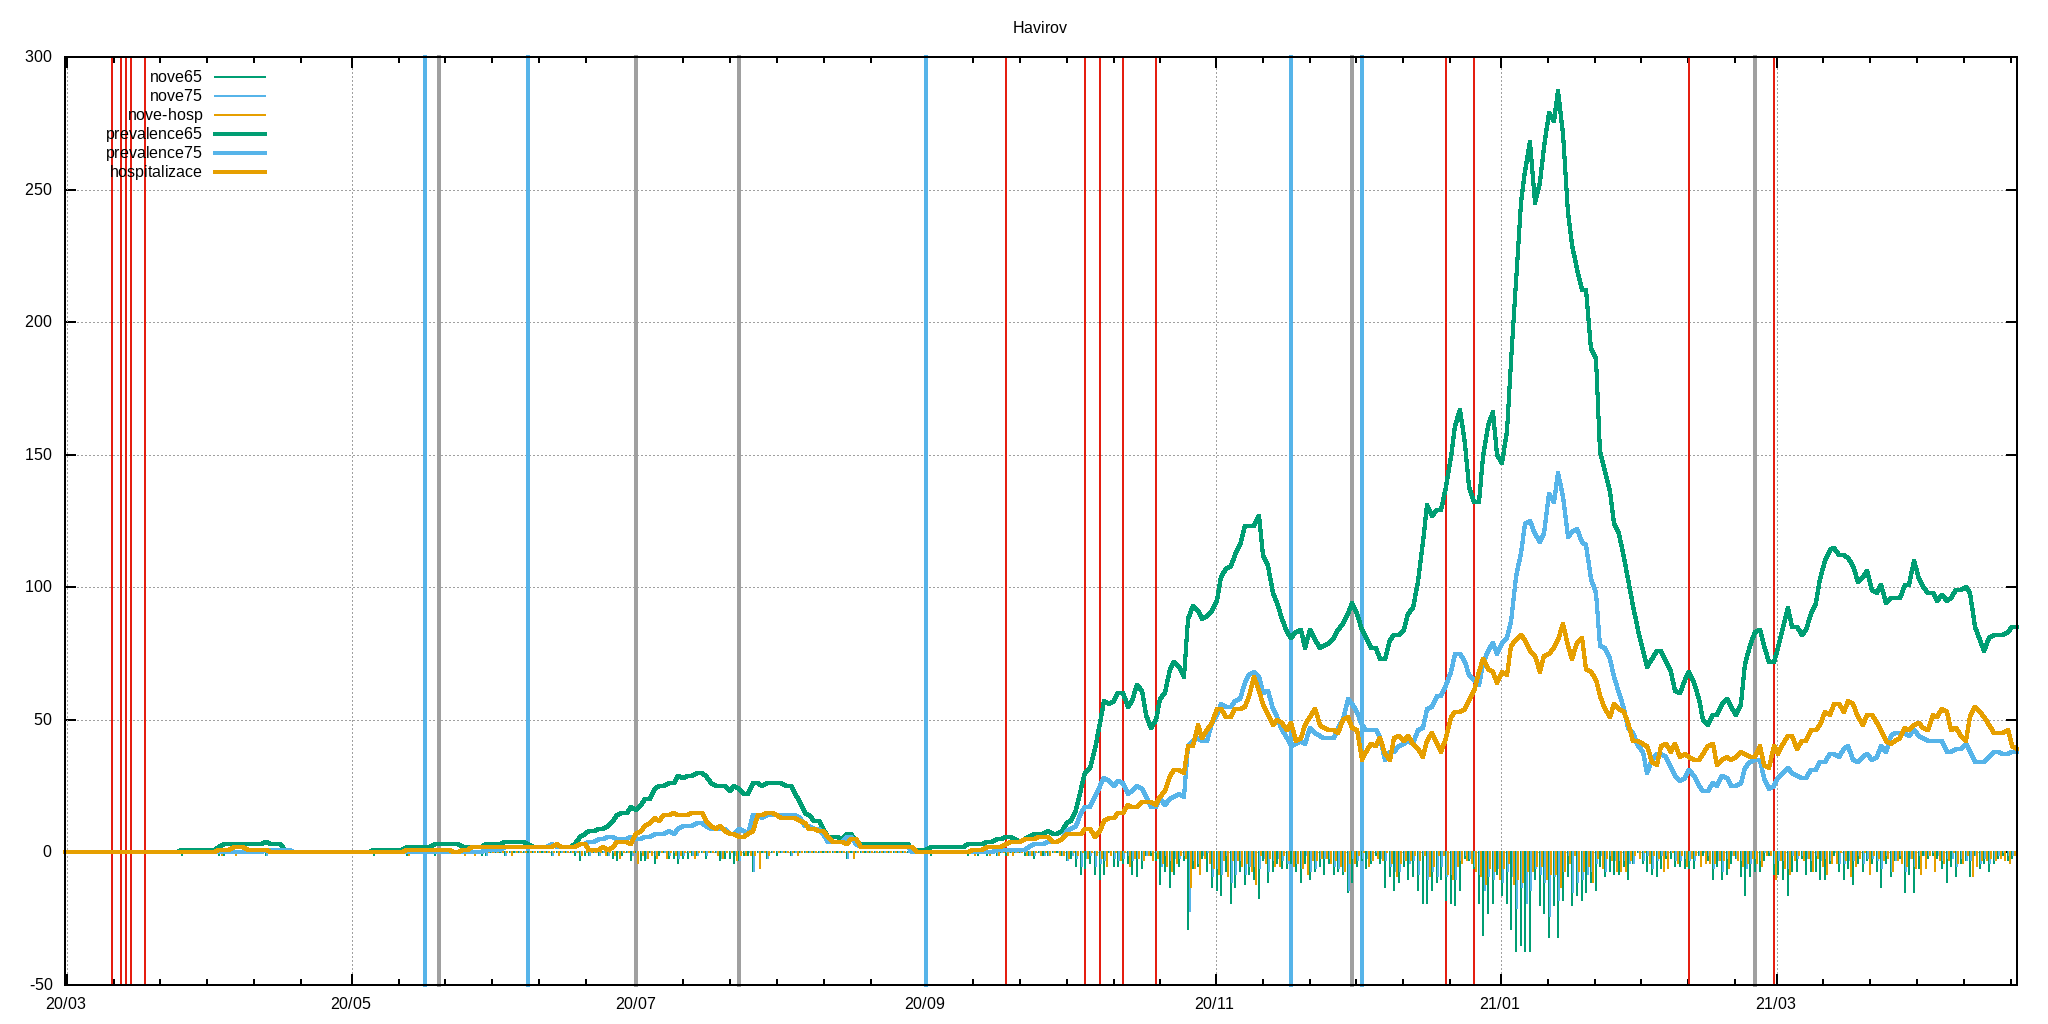 Havirov
300
250
200
150
100
50
0
-50
nove65
nove75
nove-hosp
prevalence65
prevalence75
hospitalizace
20/03 20/05 20/07 20/09 20/11 21/01 21/03